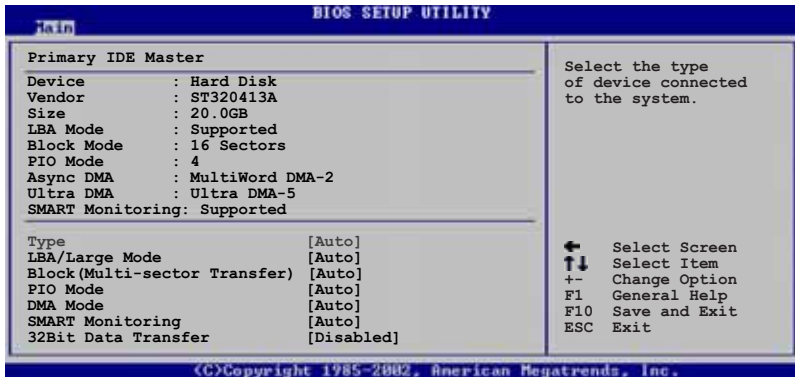 BIOS SETUP UTILITY
Main
Primary IDE Master
Device : Hard Disk
Vendor : ST320413A
Size : 20.0GB
LBA Mode : Supported
Block Mode : 16 Sectors
PIO Mode : 4
Async DMA : MultiWord DMA-2
Ultra DMA : Ultra DMA-5
SMART Monitoring: Supported
Type [Auto]
LBA/Large Mode [Auto]
Block(Multi-sector Transfer) [Auto]
PIO Mode [Auto]
DMA Mode [Auto]
SMART Monitoring [Auto]
32Bit Data Transfer [Disabled]
Select the type
of device connected
to the system.
← Select Screen
↑↓ Select Item
+- Change Option
F1 General Help
F10 Save and Exit
ESC Exit
(C)Copyright 1985-2002, American Megatrends, Inc.